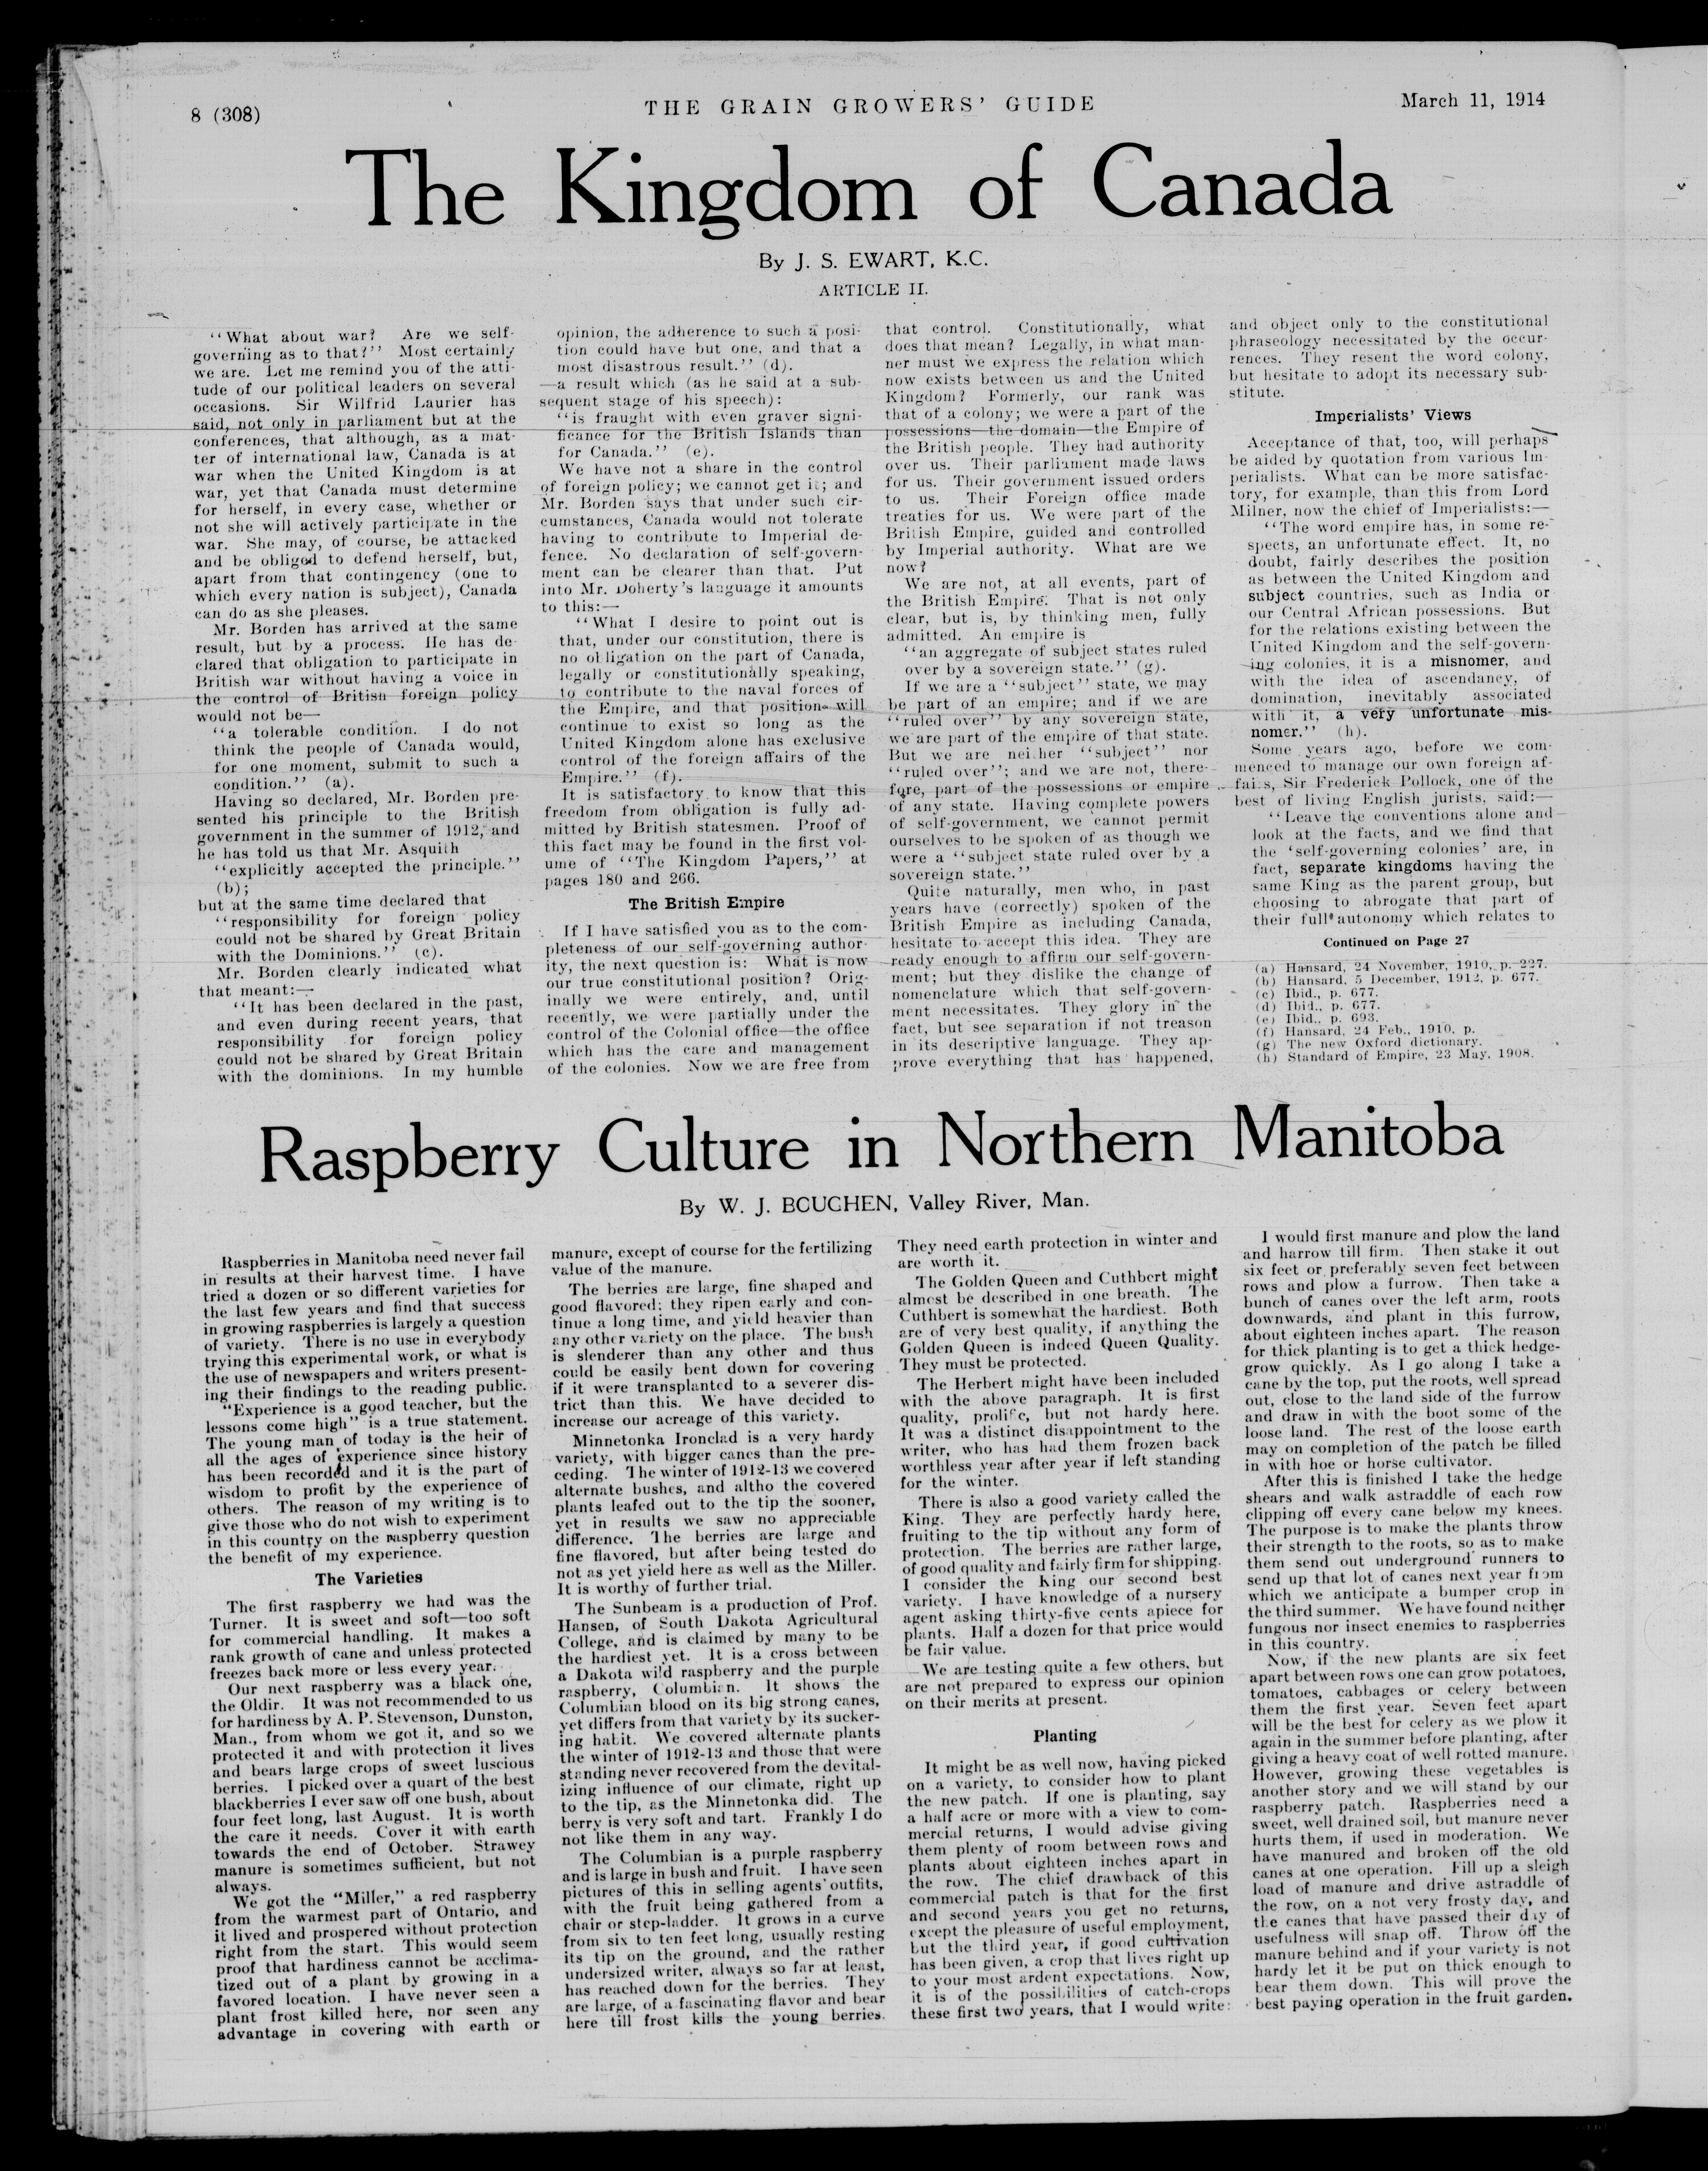 8 (308)
THE GRAIN GROWERS' GUIDE
March 11, 1914
The Kingdom of Canada
By J. S. EWART, K.C.
ARTICLE II.
"What about war? Are we self-
governing as to that?" Most certainly
we are. Let me remind you of the atti-
tude of our political leaders on several
occasions. Sir Wilfrid Laurier has
said, not only in parliament but at the
conferences, that although, as a mat-
ter of international law, Canada is at
war when the United Kingdom is at
war, yet that Canada must determine
for herself, in every case, whether or
not she will actively participate in the
war. She may, of course, be attacked
and be obliged to defend herself, but,
apart from that contingency (one to
which every nation is subject), Canada
can do as she pleases.
Mr. Borden has arrived at the same
result, but by a process. He has de-
clared that obligation to participate in
British war without having a voice in
the control of British foreign policy
would not be—
"a tolerable condition. I do not
think the people of Canada would,
for one moment, submit to such a
condition." (a).
Having so declared, Mr. Borden pre-
sented his principle to the British
government in the summer of 1912, and
he has told us that Mr. Asquith
"explicitly accepted the principle."
(b);
but at the same time declared that
"responsibility for foreign policy
could not be shared by Great Britain
with the Dominions." (c).
Mr. Borden clearly indicated what
that meant:—
"It has been declared in the past,
and even during recent years, that
responsibility for foreign policy
could not be shared by Great Britain
with the dominions. In my humble
opinion, the adherence to such a posi-
tion could have but one, and that a
most disastrous result." (d).
—a result which (as he said at a sub-
sequent stage of his speech):
"is fraught with even graver signi-
ficance for the British Islands than
for Canada." (e).
We have not a share in the control
of foreign policy; we cannot get it; and
Mr. Borden says that under such cir-
cumstances, Canada would not tolerate
having to contribute to Imperial de-
fence. No declaration of self-govern-
ment can be clearer than that. Put
into Mr. Doherty's language it amounts
to this:—
"What I desire to point out is
that, under our constitution, there is
no obligation on the part of Canada,
legally or constitutionally speaking,
to contribute to the naval forces of
the Empire, and that position will
continue to exist so long as the
United Kingdom alone has exclusive
control of the foreign affairs of the
Empire." (f).
It is satisfactory to know that this
freedom from obligation is fully ad-
mitted by British statesmen. Proof of
this fact may be found in the first vol-
ume of "The Kingdom Papers," at
pages 180 and 266.
The British Empire
If I have satisfied you as to the com-
pleteness of our self-governing author-
ity, the next question is: What is now
our true constitutional position? Orig-
inally we were entirely, and, until
recently, we were partially under the
control of the Colonial office—the office
which has the care and management
of the colonies. Now we are free from
that control. Constitutionally, what
does that mean? Legally, in what man-
ner must we express the relation which
now exists between us and the United
Kingdom? Formerly, our rank was
that of a colony; we were a part of the
possessions—the domain—the Empire of
the British people. They had authority
over us. Their parliament made laws
for us. Their government issued orders
to us. Their Foreign office made
treaties for us. We were part of the
British Empire, guided and controlled
by Imperial authority. What are we
now?
We are not, at all events, part of
the British Empire. That is not only
clear, but is, by thinking men, fully
admitted. An empire is
"an aggregate of subject states ruled
over by a sovereign state." (g).
If we are a "subject" state, we may
be part of an empire; and if we are
"ruled over" by any sovereign state,
we are part of the empire of that state.
But we are neither "subject" nor
"ruled over"; and we are not, there-
fore, part of the possessions or empire
of any state. Having complete powers
of self-government, we cannot permit
ourselves to be spoken of as though we
were a "subject state ruled over by a
sovereign state."
Quite naturally, men who, in past
years have (correctly) spoken of the
British Empire as including Canada,
hesitate to accept this idea. They are
ready enough to affirm our self-govern-
ment; but they dislike the change of
nomenclature which that self-govern-
ment necessitates. They glory in the
fact, but see separation if not treason
in its descriptive language. They ap-
prove everything that has happened,
and object only to the constitutional
phraseology necessitated by the occur-
rences. They resent the word colony,
but hesitate to adopt its necessary sub-
stitute.
Imperialists' Views
Acceptance of that, too, will perhaps
be aided by quotation from various Im-
perialists. What can be more satisfac-
tory, for example, than this from Lord
Milner, now the chief of Imperialists:—
"The word empire has, in some re-
spects, an unfortunate effect. It, no
doubt, fairly describes the position
as between the United Kingdom and
subject countries, such as India or
our Central African possessions. But
for the relations existing between the
United Kingdom and the self-govern-
ing colonies, it is a misnomer, and
with the idea of ascendancy, of
domination, inevitably associated
with it, a very unfortunate mis-
nomer." (h).
Some years ago, before we com-
menced to manage our own foreign af-
fairs, Sir Frederick Pollock, one of the
best of living English jurists, said:—
"Leave the conventions alone and
look at the facts, and we find that
the 'self-governing colonies' are, in
fact, separate kingdoms having the
same King as the parent group, but
choosing to abrogate that part of
their full autonomy which relates to
Continued on Page 27
(a) Hansard, 24 November, 1910, p. 227.
(b) Hansard, 5 December, 1912, p. 677.
(c) Ibid., p. 677.
(d) Ibid., p. 677.
(e) Ibid., p. 693.
(f) Hansard, 24 Feb., 1910, p.
(g) The new Oxford dictionary.
(h) Standard of Empire, 23 May, 1908.
Raspberry Culture in Northern Manitoba
By W. J. BOUGHEN, Valley River, Man.
Raspberries in Manitoba need never fail
in results at their harvest time. I have
tried a dozen or so different varieties for
the last few years and find that success
in growing raspberries is largely a question
of variety. There is no use in everybody
trying this experimental work, or what is
the use of newspapers and writers present-
ing their findings to the reading public.
"Experience is a good teacher, but the
lessons come high" is a true statement.
The young man of today is the heir of
all the ages of experience since history
has been recorded and it is the part of
wisdom to profit by the experience of
others. The reason of my writing is to
give those who do not wish to experiment
in this country on the raspberry question
the benefit of my experience.
The Varieties
The first raspberry we had was the
Turner. It is sweet and soft—too soft
for commercial handling. It makes a
rank growth of cane and unless protected
freezes back more or less every year.
Our next raspberry was a black one,
the Oldir. It was not recommended to us
for hardiness by A. P. Stevenson, Dunston,
Man., from whom we got it, and so we
protected it and with protection it lives
and bears large crops of sweet luscious
berries. I picked over a quart of the best
blackberries I ever saw off one bush, about
four feet long, last August. It is worth
the care it needs. Cover it with earth
towards the end of October. Strawey
manure is sometimes sufficient, but not
always.
We got the "Miller," a red raspberry
from the warmest part of Ontario, and
it lived and prospered without protection
right from the start. This would seem
proof that hardiness cannot be acclima-
tized out of a plant by growing in a
favored location. I have never seen a
plant frost killed here, nor seen any
advantage in covering with earth or
manure, except of course for the fertilizing
value of the manure.
The berries are large, fine shaped and
good flavored; they ripen early and con-
tinue a long time, and yield heavier than
any other variety on the place. The bush
is slenderer than any other and thus
could be easily bent down for covering
if it were transplanted to a severer dis-
trict than this. We have decided to
increase our acreage of this variety.
Minnetonka Ironclad is a very hardy
variety, with bigger canes than the pre-
ceding. The winter of 1912-13 we covered
alternate bushes, and altho the covered
plants leafed out to the tip the sooner,
yet in results we saw no appreciable
difference. The berries are large and
fine flavored, but after being tested do
not as yet yield here as well as the Miller.
It is worthy of further trial.
The Sunbeam is a production of Prof.
Hansen, of South Dakota Agricultural
College, and is claimed by many to be
the hardiest yet. It is a cross between
a Dakota wild raspberry and the purple
raspberry, Columbian. It shows the
Columbian blood on its big strong canes,
yet differs from that variety by its sucker-
ing habit. We covered alternate plants
the winter of 1912-13 and those that were
standing never recovered from the devital-
izing influence of our climate, right up
to the tip, as the Minnetonka did. The
berry is very soft and tart. Frankly I do
not like them in any way.
The Columbian is a purple raspberry
and is large in bush and fruit. I have seen
pictures of this in selling agents' outfits,
with the fruit being gathered from a
chair or step-ladder. It grows in a curve
from six to ten feet long, usually resting
its tip on the ground, and the rather
undersized writer, always so far at least,
has reached down for the berries. They
are large, of a fascinating flavor and bear
here till frost kills the young berries.
They need earth protection in winter and
are worth it.
The Golden Queen and Cuthbert might
almost be described in one breath. The
Cuthbert is somewhat the hardiest. Both
are of very best quality, if anything the
Golden Queen is indeed Queen Quality.
They must be protected.
The Herbert might have been included
with the above paragraph. It is first
quality, prolific, but not hardy here.
It was a distinct disappointment to the
writer, who has had them frozen back
worthless year after year if left standing
for the winter.
There is also a good variety called the
King. They are perfectly hardy here,
fruiting to the tip without any form of
protection. The berries are rather large,
of good quality and fairly firm for shipping.
I consider the King our second best
variety. I have knowledge of a nursery
agent asking thirty-five cents apiece for
plants. Half a dozen for that price would
be fair value.
We are testing quite a few others, but
are not prepared to express our opinion
on their merits at present.
Planting
It might be as well now, having picked
on a variety, to consider how to plant
the new patch. If one is planting, say
a half acre or more with a view to com-
mercial returns, I would advise giving
them plenty of room between rows and
plants about eighteen inches apart in
the row. The chief drawback of this
commercial patch is that for the first
and second years you get no returns,
except the pleasure of useful employment,
but the third year, if good cultivation
has been given, a crop that lives right up
to your most ardent expectations. Now,
it is of the possibilities of catch-crops
these first two years, that I would write:
I would first manure and plow the land
and harrow till firm. Then stake it out
six feet or preferably seven feet between
rows and plow a furrow. Then take a
bunch of canes over the left arm, roots
downwards, and plant in this furrow,
about eighteen inches apart. The reason
for thick planting is to get a thick hedge-
grow quickly. As I go along I take a
cane by the top, put the roots, well spread
out, close to the land side of the furrow
and draw in with the boot some of the
loose land. The rest of the loose earth
may on completion of the patch be filled
in with hoe or horse cultivator.
After this is finished I take the hedge
shears and walk astraddle of each row
clipping off every cane below my knees.
The purpose is to make the plants throw
their strength to the roots, so as to make
them send out underground runners to
send up that lot of canes next year from
which we anticipate a bumper crop in
the third summer. We have found neither
fungous nor insect enemies to raspberries
in this country.
Now, if the new plants are six feet
apart between rows one can grow potatoes,
tomatoes, cabbages or celery between
them the first year. Seven feet apart
will be the best for celery as we plow it
again in the summer before planting, after
giving a heavy coat of well rotted manure.
However, growing these vegetables is
another story and we will stand by our
raspberry patch. Raspberries need a
sweet, well drained soil, but manure never
hurts them, if used in moderation. We
have manured and broken off the old
canes at one operation. Fill up a sleigh
load of manure and drive astraddle of
the row, on a not very frosty day, and
the canes that have passed their day of
usefulness will snap off. Throw off the
manure behind and if your variety is not
hardy let it be put on thick enough to
bear them down. This will prove the
best paying operation in the fruit garden.